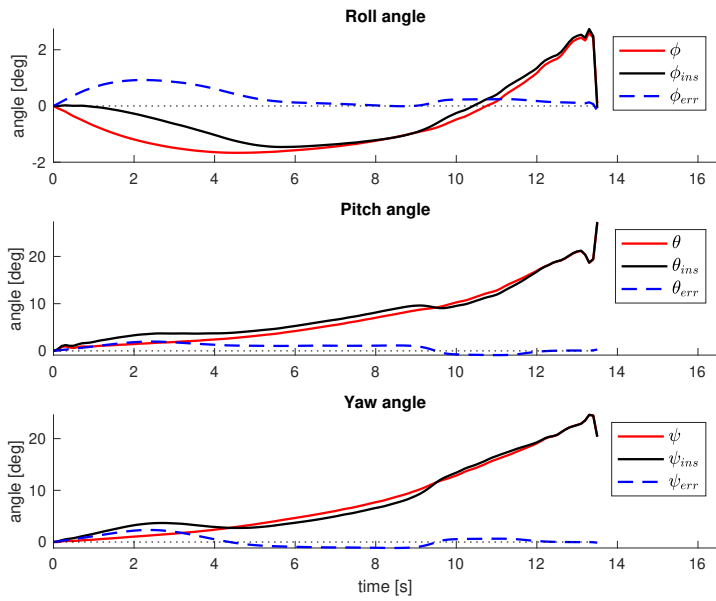 Roll angle
angle [deg]
2
0
-2
0 2 4 6 8 10 12 14 16
ϕ
ϕ_ins
ϕ_err
Pitch angle
angle [deg]
20
10
0
0 2 4 6 8 10 12 14 16
θ
θ_ins
θ_err
Yaw angle
angle [deg]
20
10
0
0 2 4 6 8 10 12 14 16
time [s]
ψ
ψ_ins
ψ_err